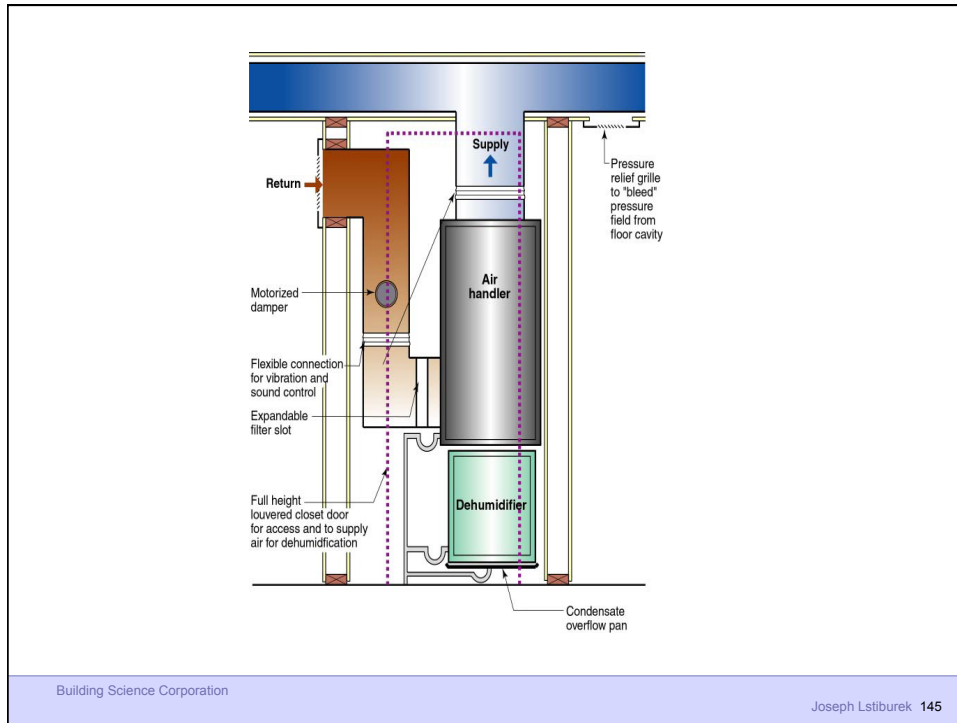 Supply
Return
Pressure
relief grille
to "bleed"
pressure
field from
floor cavity
Air
handler
Motorized
damper
Flexible connection
for vibration and
sound control
Expandable
filter slot
Full height
louvered closet door
for access and to supply
air for dehumidfication
Dehumidifier
Condensate
overflow pan
Building Science Corporation
Joseph Lstiburek 145